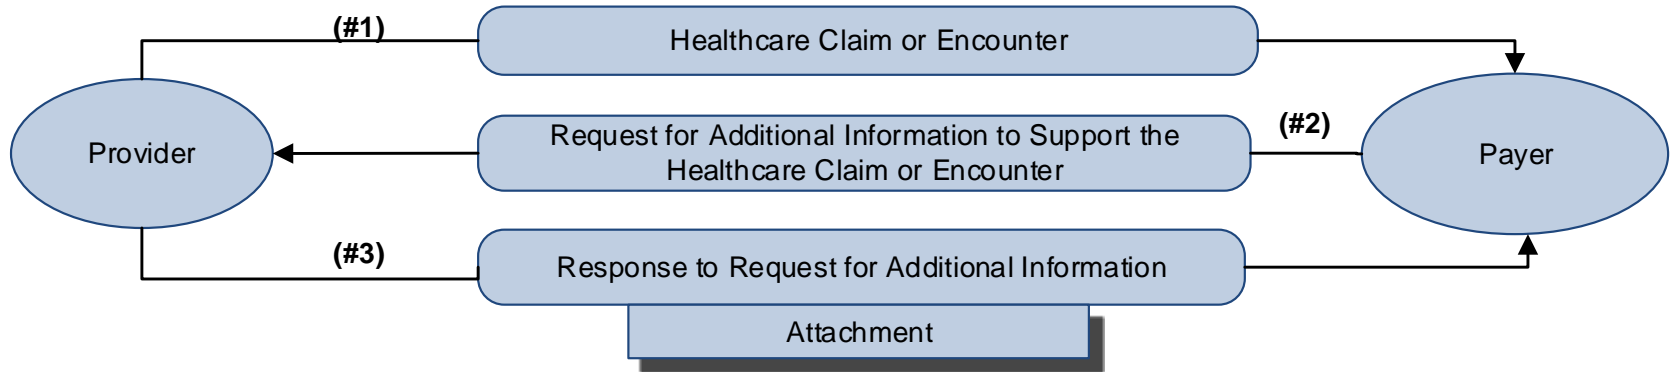 (#1)
Healthcare Claim or Encounter
Provider
Request for Additional Information to Support the
Healthcare Claim or Encounter
(#2)
Payer
(#3)
Response to Request for Additional Information
Attachment